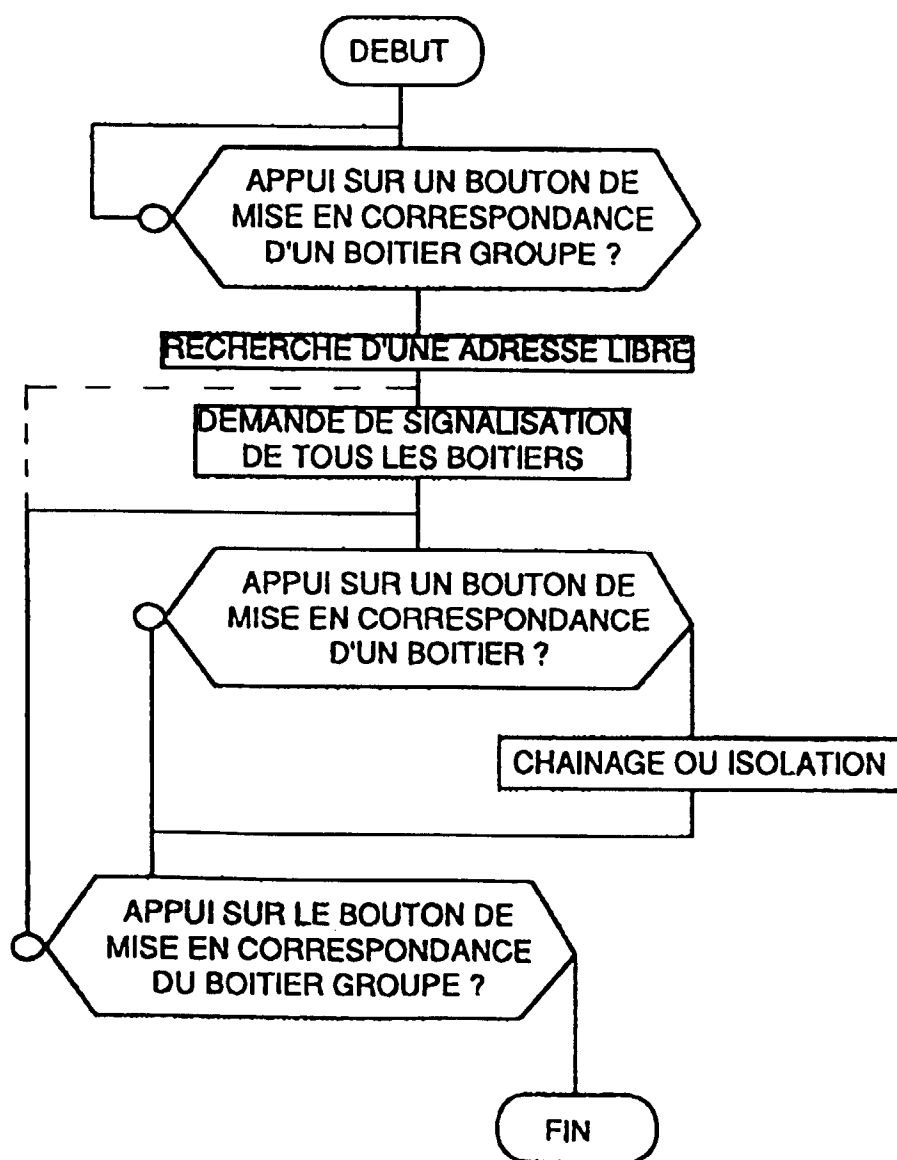 DEBUT
APPUI SUR UN BOUTON DE
MISE EN CORRESPONDANCE
D'UN BOITIER GROUPE ?
RECHERCHE D'UNE ADRESSE LIBRE
DEMANDE DE SIGNALISATION
DE TOUS LES BOITIERS
APPUI SUR UN BOUTON DE
MISE EN CORRESPONDANCE
D'UN BOITIER ?
CHAINAGE OU ISOLATION
APPUI SUR LE BOUTON DE
MISE EN CORRESPONDANCE
DU BOITIER GROUPE ?
FIN